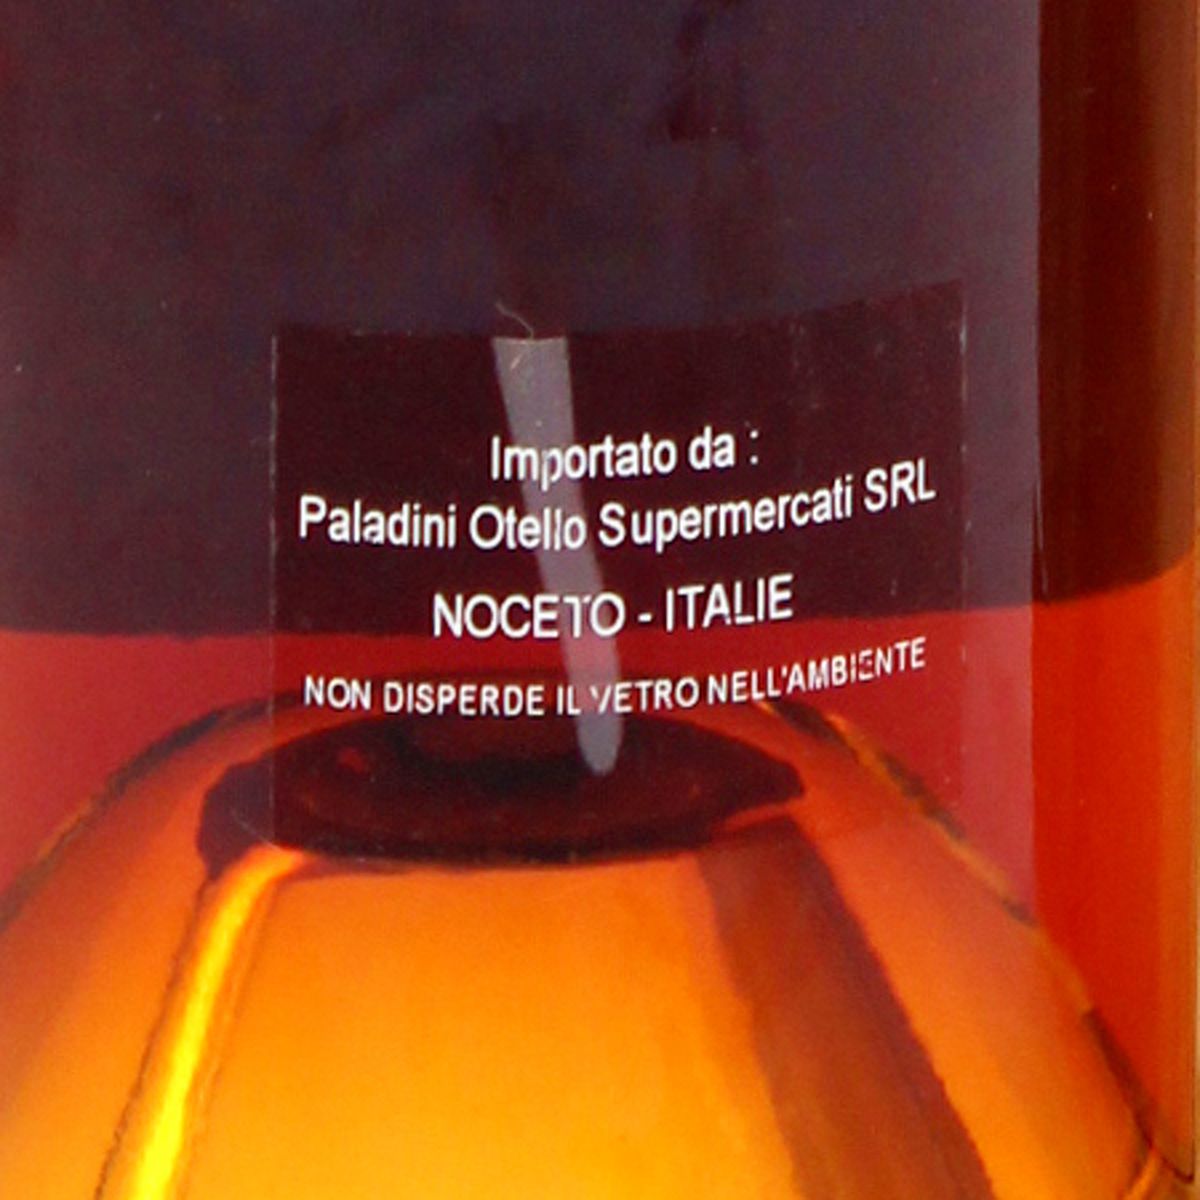 Importato da :
Paladini Otello Supermercati SRL
NOCETO - ITALIE
NON DISPERDE IL VETRO NELL'AMBIENTE